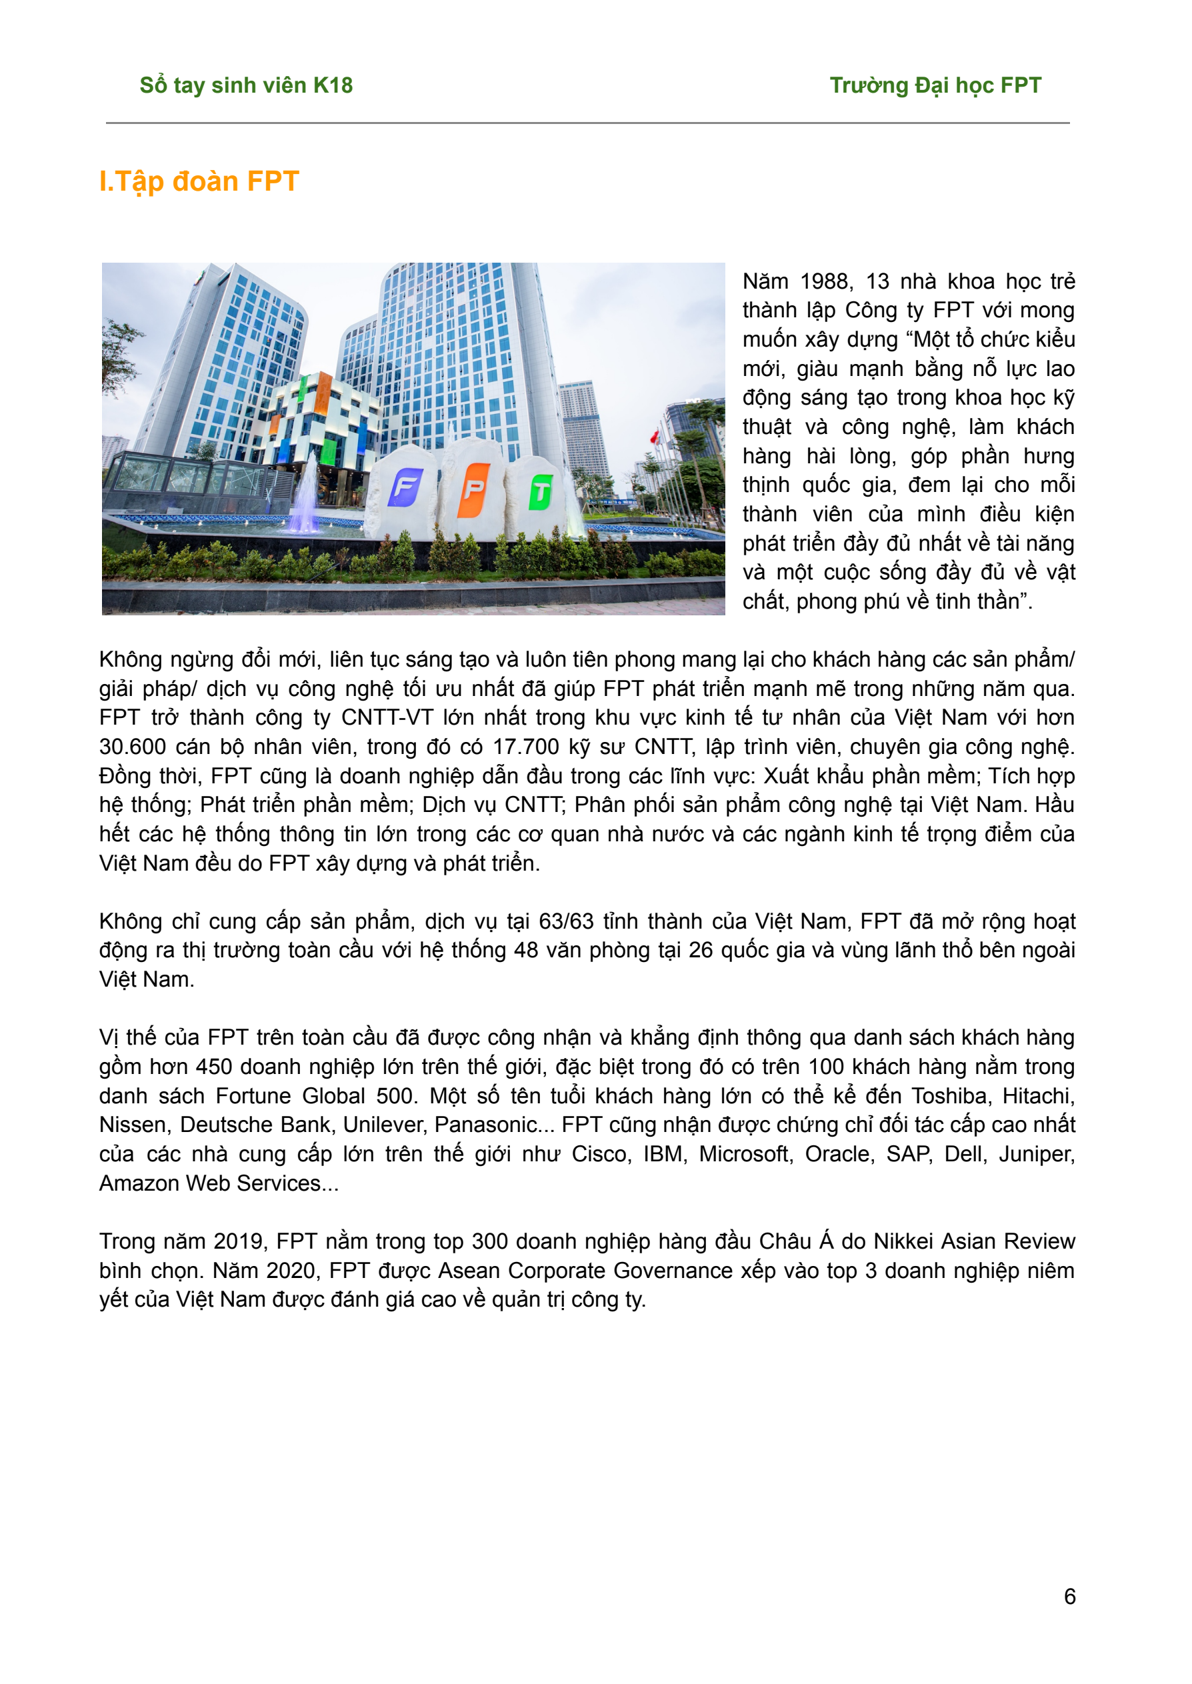 Sổ tay sinh viên K18
Trường Đại học FPT
I.Tập đoàn FPT
F P T
Năm 1988, 13 nhà khoa học trẻ
thành lập Công ty FPT với mong
muốn xây dựng “Một tổ chức kiểu
mới, giàu mạnh bằng nỗ lực lao
động sáng tạo trong khoa học kỹ
thuật và công nghệ, làm khách
hàng hài lòng, góp phần hưng
thịnh quốc gia, đem lại cho mỗi
thành viên của mình điều kiện
phát triển đầy đủ nhất về tài năng
và một cuộc sống đầy đủ về vật
chất, phong phú về tinh thần”.
Không ngừng đổi mới, liên tục sáng tạo và luôn tiên phong mang lại cho khách hàng các sản phẩm/
giải pháp/ dịch vụ công nghệ tối ưu nhất đã giúp FPT phát triển mạnh mẽ trong những năm qua.
FPT trở thành công ty CNTT-VT lớn nhất trong khu vực kinh tế tư nhân của Việt Nam với hơn
30.600 cán bộ nhân viên, trong đó có 17.700 kỹ sư CNTT, lập trình viên, chuyên gia công nghệ.
Đồng thời, FPT cũng là doanh nghiệp dẫn đầu trong các lĩnh vực: Xuất khẩu phần mềm; Tích hợp
hệ thống; Phát triển phần mềm; Dịch vụ CNTT; Phân phối sản phẩm công nghệ tại Việt Nam. Hầu
hết các hệ thống thông tin lớn trong các cơ quan nhà nước và các ngành kinh tế trọng điểm của
Việt Nam đều do FPT xây dựng và phát triển.
Không chỉ cung cấp sản phẩm, dịch vụ tại 63/63 tỉnh thành của Việt Nam, FPT đã mở rộng hoạt
động ra thị trường toàn cầu với hệ thống 48 văn phòng tại 26 quốc gia và vùng lãnh thổ bên ngoài
Việt Nam.
Vị thế của FPT trên toàn cầu đã được công nhận và khẳng định thông qua danh sách khách hàng
gồm hơn 450 doanh nghiệp lớn trên thế giới, đặc biệt trong đó có trên 100 khách hàng nằm trong
danh sách Fortune Global 500. Một số tên tuổi khách hàng lớn có thể kể đến Toshiba, Hitachi,
Nissen, Deutsche Bank, Unilever, Panasonic... FPT cũng nhận được chứng chỉ đối tác cấp cao nhất
của các nhà cung cấp lớn trên thế giới như Cisco, IBM, Microsoft, Oracle, SAP, Dell, Juniper,
Amazon Web Services...
Trong năm 2019, FPT nằm trong top 300 doanh nghiệp hàng đầu Châu Á do Nikkei Asian Review
bình chọn. Năm 2020, FPT được Asean Corporate Governance xếp vào top 3 doanh nghiệp niêm
yết của Việt Nam được đánh giá cao về quản trị công ty.
6